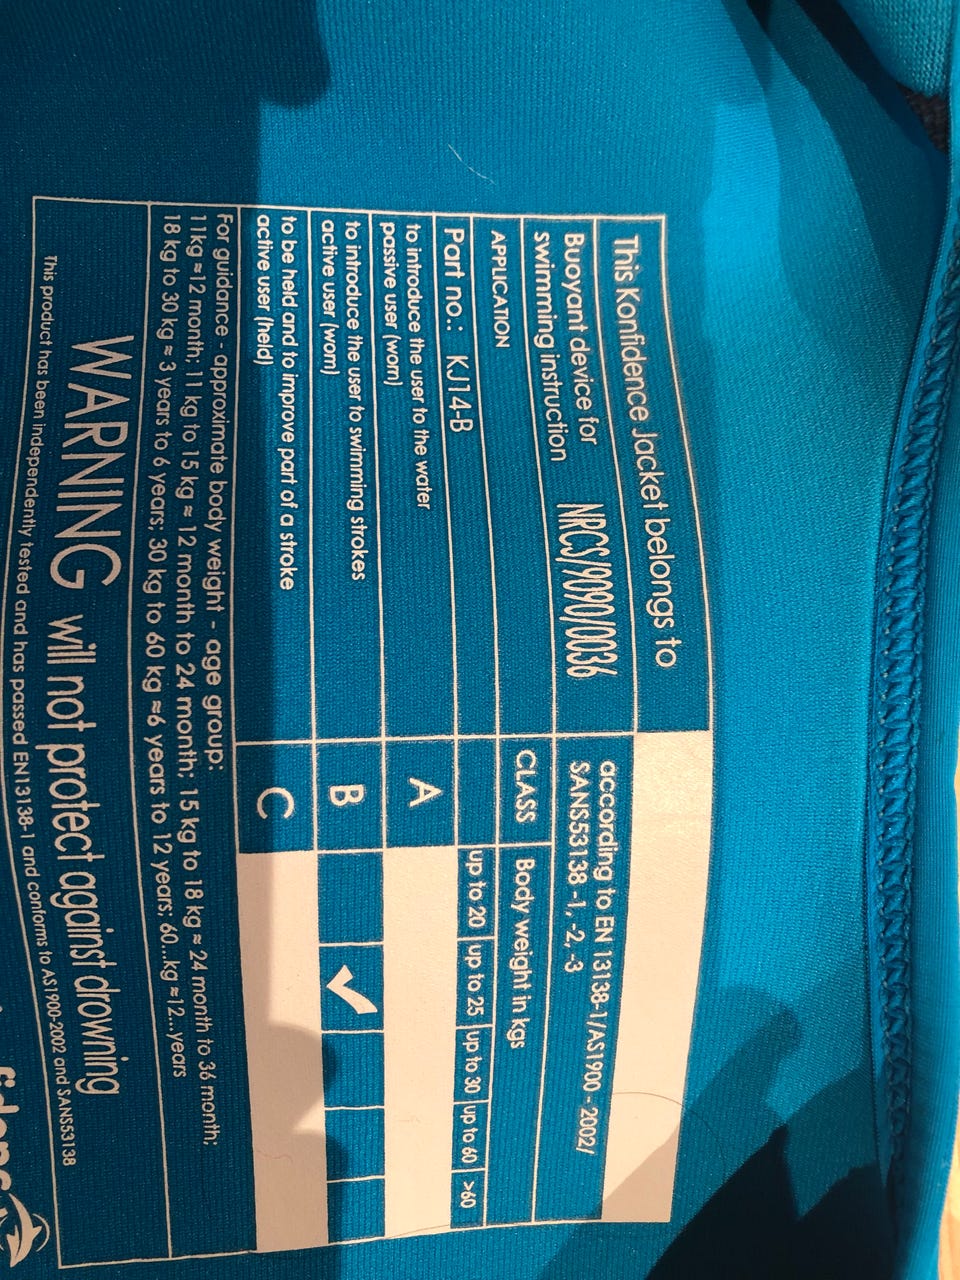 This Konfidence Jacket belongs to
Buoyant device for
swimming instruction
NRCS/9090/0036
according to EN 13138-1/AS1900 - 2002/
SANS53138 -1, -2, -3
APPLICATION
CLASS
Body weight in kgs
Part no.: KJ14-B
up to 20 up to 25 up to 30 up to 60 >60
to introduce the user to the water
passive user (worn)
A
to introduce the user to swimming strokes
active user (worn)
B ✓
to be held and to improve part of a stroke
active user (held)
C
For guidance - approximate body weight - age group:
11kg ≈12 month; 11 kg to 15 kg ≈ 12 month to 24 month; 15 kg to 18 kg ≈ 24 month to 36 month;
18 kg to 30 kg ≈ 3 years to 6 years; 30 kg to 60 kg ≈6 years to 12 years; 60...kg ≈12...years
WARNING will not protect against drowning
This product has been independently tested and has passed EN13138-1 and conforms to AS1900-2002 and SANS53138